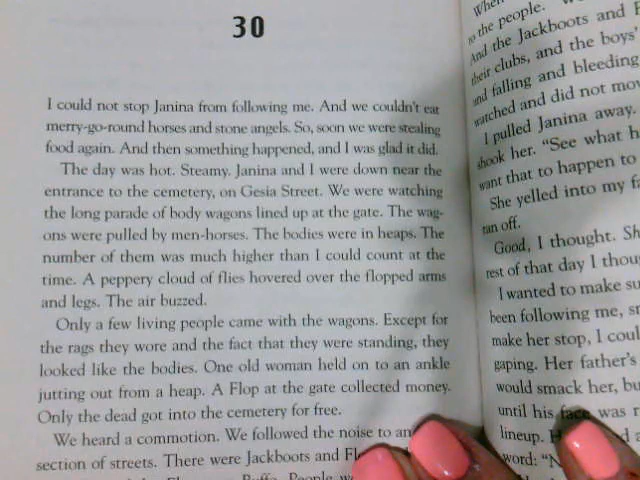 30
I could not stop Janina from following me. And we couldn't eat
merry-go-round horses and stone angels. So, soon we were stealing
food again. And then something happened, and I was glad it did.
The day was hot. Steamy. Janina and I were down near the
entrance to the cemetery, on Gesia Street. We were watching
the long parade of body wagons lined up at the gate. The wag-
ons were pulled by men-horses. The bodies were in heaps. The
number of them was much higher than I could count at the
time. A peppery cloud of flies hovered over the flopped arms
and legs. The air buzzed.
Only a few living people came with the wagons. Except for
the rags they wore and the fact that they were standing, they
looked like the bodies. One old woman held on to an ankle
jutting out from a heap. A Flop at the gate collected money.
Only the dead got into the cemetery for free.
We heard a commotion. We followed the noise to an
section of streets. There were Jackboots and
People
When
to the people.
And the Jackboots and
their clubs, and the boys'
and falling and bleeding
watched and did not
I pulled Janina away.
shook her. "See what
want that to happen to
She yelled into my
ran off.
Good, I thought.
rest of that day I
I wanted to make
been following me,
make her stop, I
gaping. Her father's
would smack her,
until his face was
lineup.
word: